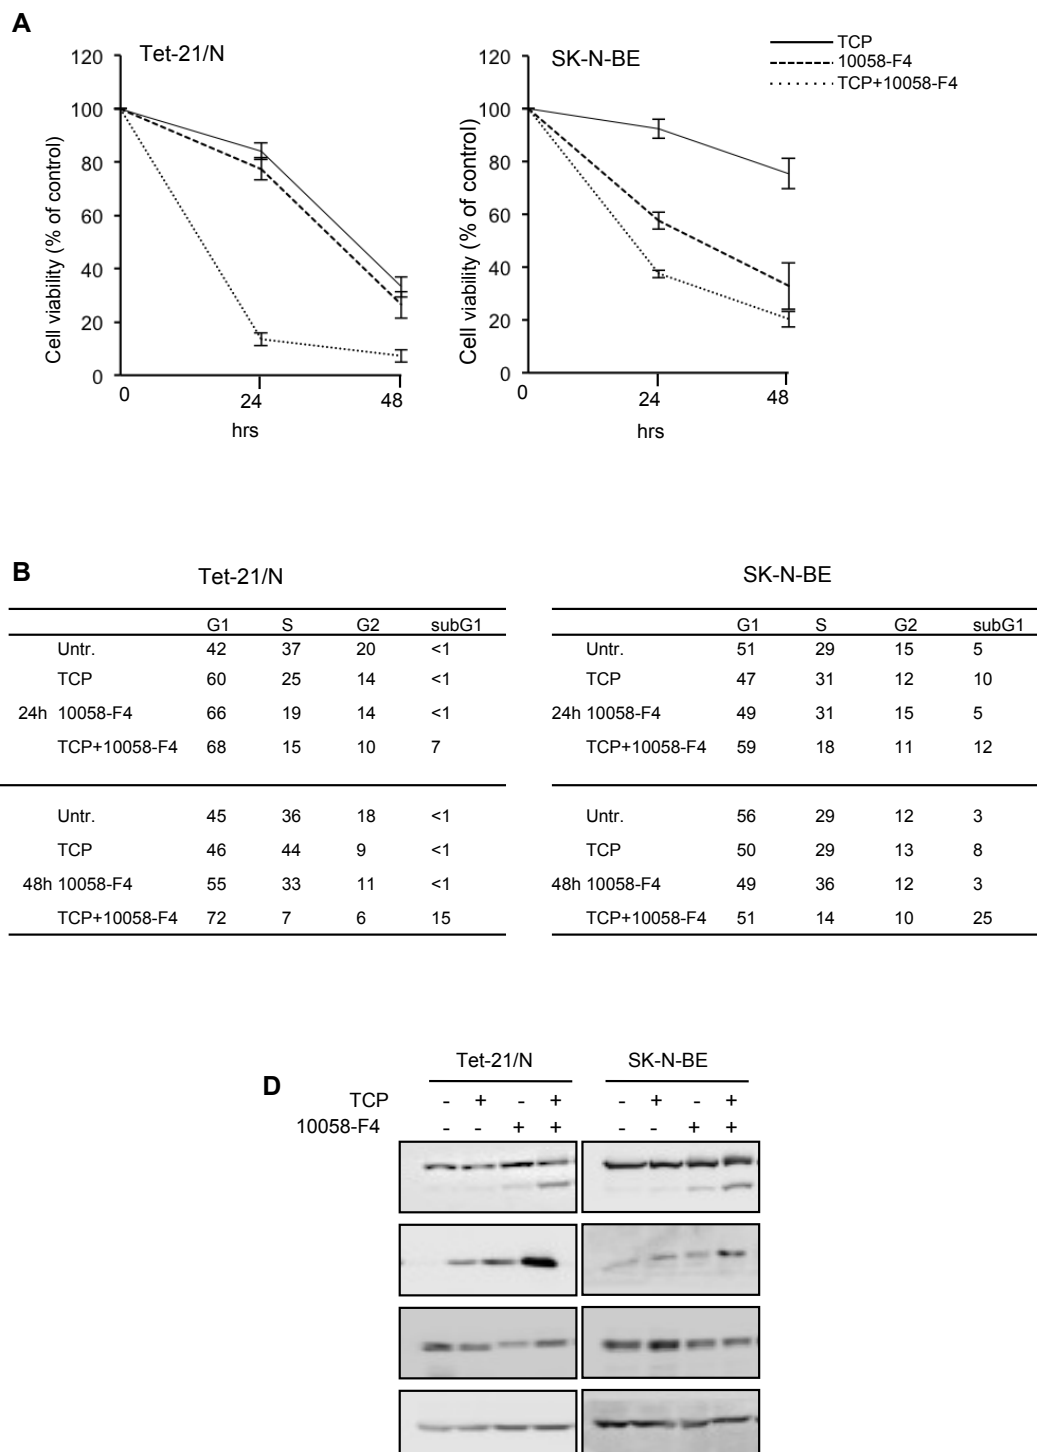 A
Tet-21/N
120
100
80
60
40
20
0
Cell viability (% of control)
0
24
48
hrs
SK-N-BE
120
100
80
60
40
20
0
Cell viability (% of control)
0
24
48
hrs
TCP
10058-F4
TCP+10058-F4
B
Tet-21/N
G1 S G2 subG1
Untr. 42 37 20 <1
TCP 60 25 14 <1
24h 10058-F4 66 19 14 <1
TCP+10058-F4 68 15 10 7
Untr. 45 36 18 <1
TCP 46 44 9 <1
48h 10058-F4 55 33 11 <1
TCP+10058-F4 72 7 6 15
SK-N-BE
G1 S G2 subG1
Untr. 51 29 15 5
TCP 47 31 12 10
24h 10058-F4 49 31 15 5
TCP+10058-F4 59 18 11 12
Untr. 56 29 12 3
TCP 50 29 13 8
48h 10058-F4 49 36 12 3
TCP+10058-F4 51 14 10 25
D
Tet-21/N SK-N-BE
TCP - + - + - + - +
10058-F4 - - + + - - + +